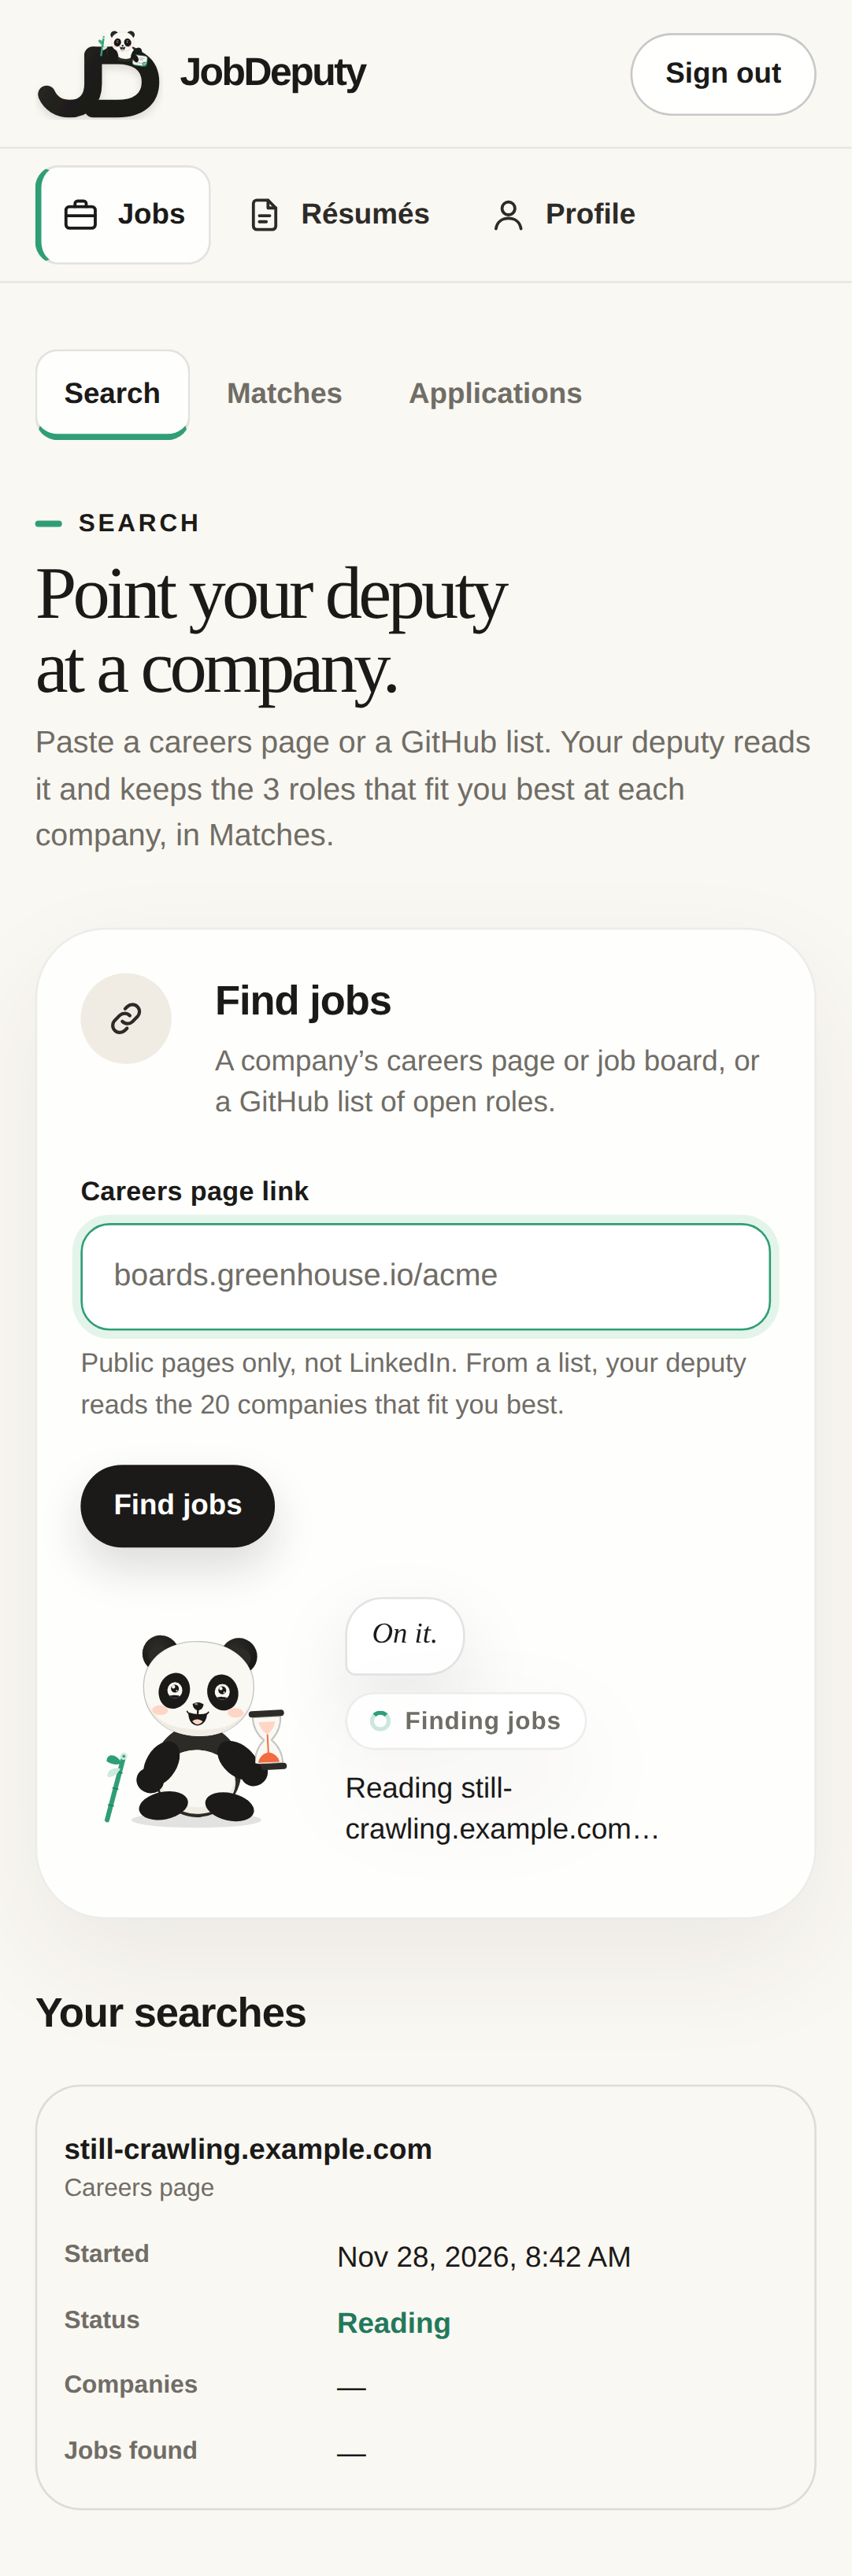 JobDeputy
Sign out
Jobs
Résumés
Profile
Search
Matches
Applications
SEARCH
Point your deputy
at a company.
Paste a careers page or a GitHub list. Your deputy reads
it and keeps the 3 roles that fit you best at each
company, in Matches.
Find jobs
A company’s careers page or job board, or
a GitHub list of open roles.
Careers page link
boards.greenhouse.io/acme
Public pages only, not LinkedIn. From a list, your deputy
reads the 20 companies that fit you best.
Find jobs
On it.
Finding jobs
Reading still-
crawling.example.com…
Your searches
still-crawling.example.com
Careers page
Started Nov 28, 2026, 8:42 AM
Status Reading
Companies —
Jobs found —